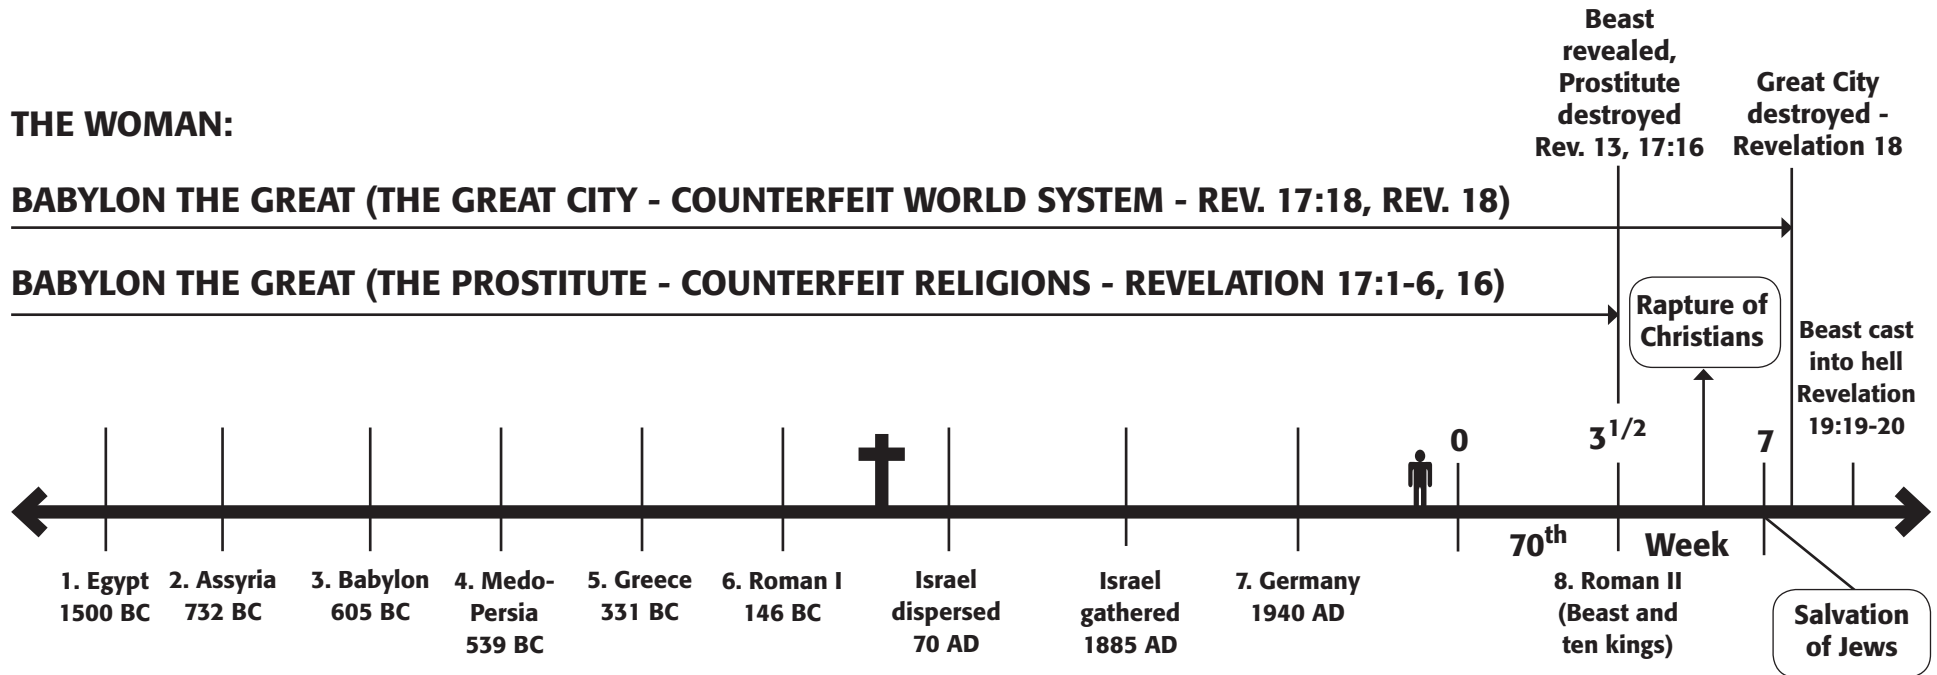 Beast
revealed,
Prostitute
destroyed
Rev. 13, 17:16
Great City
destroyed -
Revelation 18
THE WOMAN:
BABYLON THE GREAT (THE GREAT CITY - COUNTERFEIT WORLD SYSTEM - REV. 17:18, REV. 18)
BABYLON THE GREAT (THE PROSTITUTE - COUNTERFEIT RELIGIONS - REVELATION 17:1-6, 16)
Rapture of
Christians
Beast cast
into hell
Revelation
19:19-20
0
3 1/2
7
70th Week
1. Egypt
1500 BC
2. Assyria
732 BC
3. Babylon
605 BC
4. Medo-
Persia
539 BC
5. Greece
331 BC
6. Roman I
146 BC
Israel
dispersed
70 AD
Israel
gathered
1885 AD
7. Germany
1940 AD
8. Roman II
(Beast and
ten kings)
Salvation
of Jews